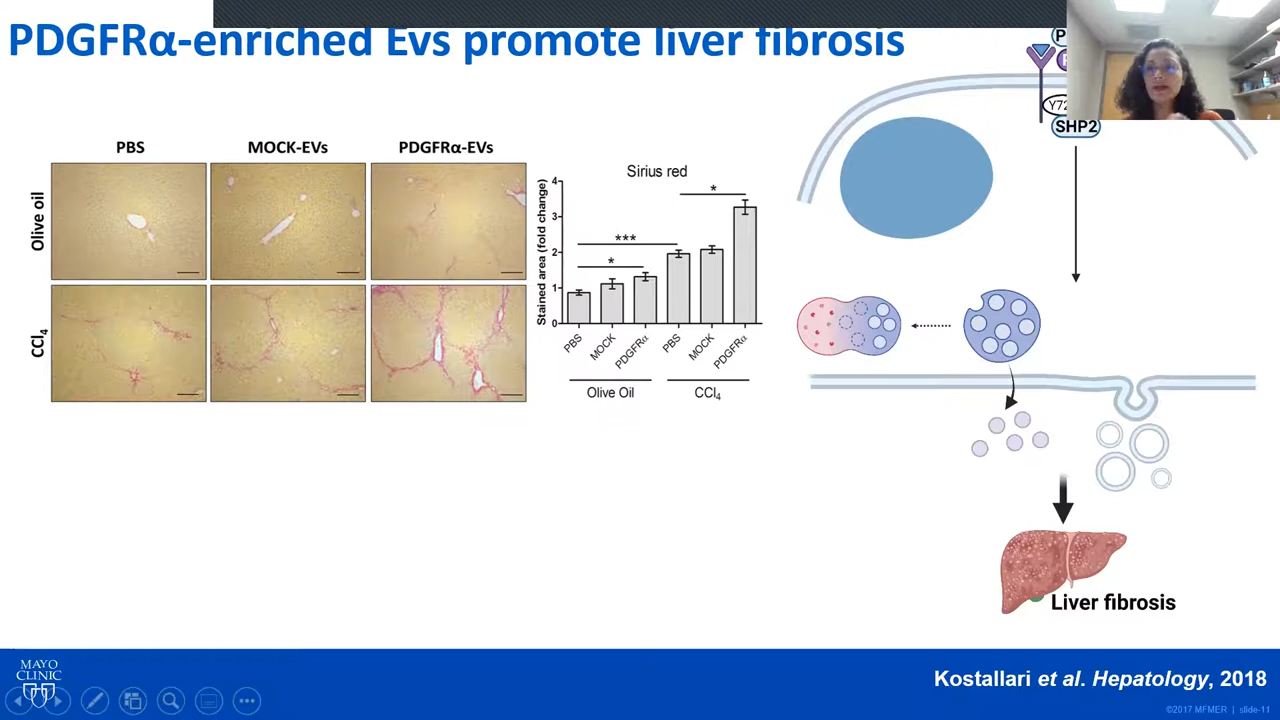 PDGFRα-enriched Evs promote liver fibrosis
PBS
MOCK-EVs
PDGFRα-EVs
Olive oil
CCl4
Sirius red
Stained area (fold change)
4
3
2
1
0
*
***
*
PBS
MOCK
PDGFRα
PBS
MOCK
PDGFRα
Olive Oil
CCl4
P
Y72
SHP2
Liver fibrosis
MAYO
CLINIC
Kostallari et al. Hepatology, 2018
©2017 MFMER | slide-11